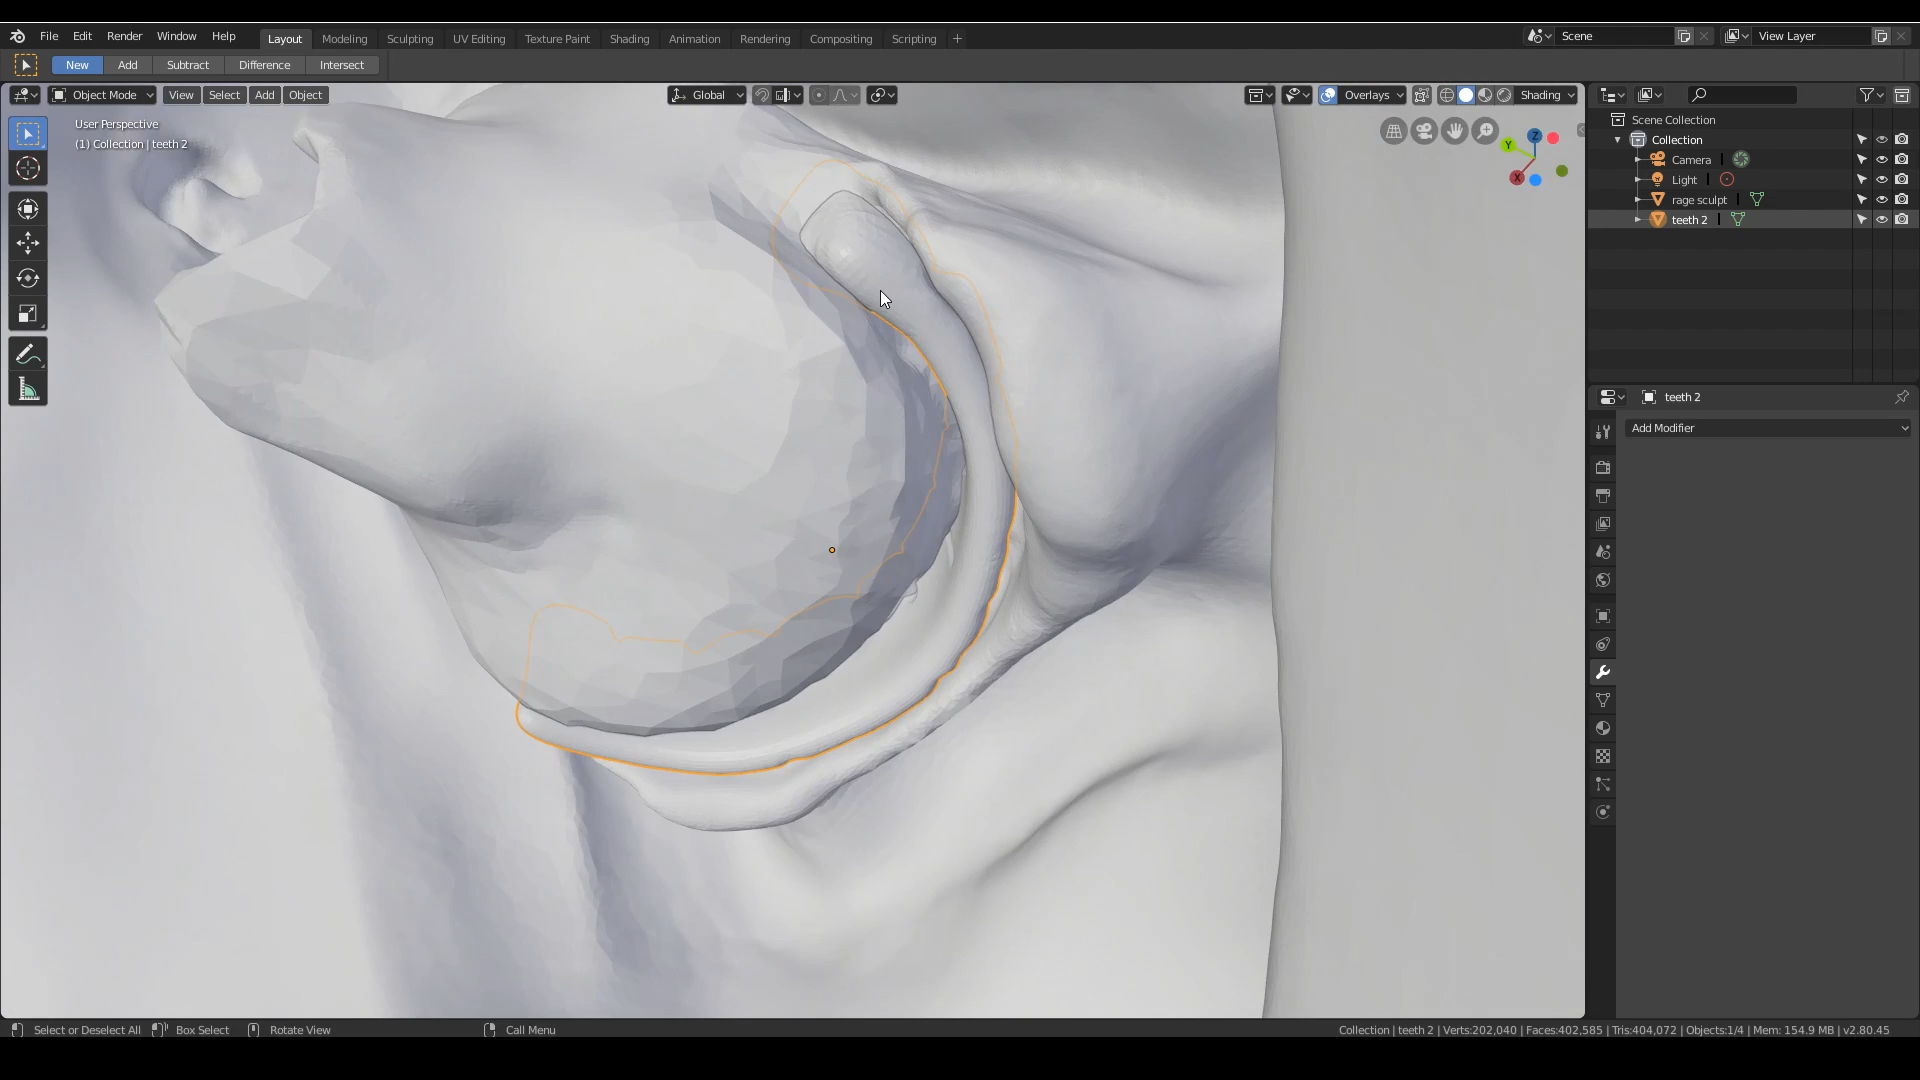 File Edit Render Window Help Layout Modeling Sculpting UV Editing Texture Paint Shading Animation Rendering Compositing Scripting + Scene View Layer
New Add Subtract Difference Intersect
Object Mode View Select Add Object Global Overlays Shading
User Perspective
(1) Collection | teeth 2
Z
Y
X
Scene Collection
Collection
Camera
Light
rage sculpt
teeth 2
teeth 2
Add Modifier
Select or Deselect All Box Select Rotate View Call Menu Collection | teeth 2 | Verts:202,040 | Faces:402,585 | Tris:404,072 | Objects:1/4 | Mem: 154.9 MB | v2.80.45